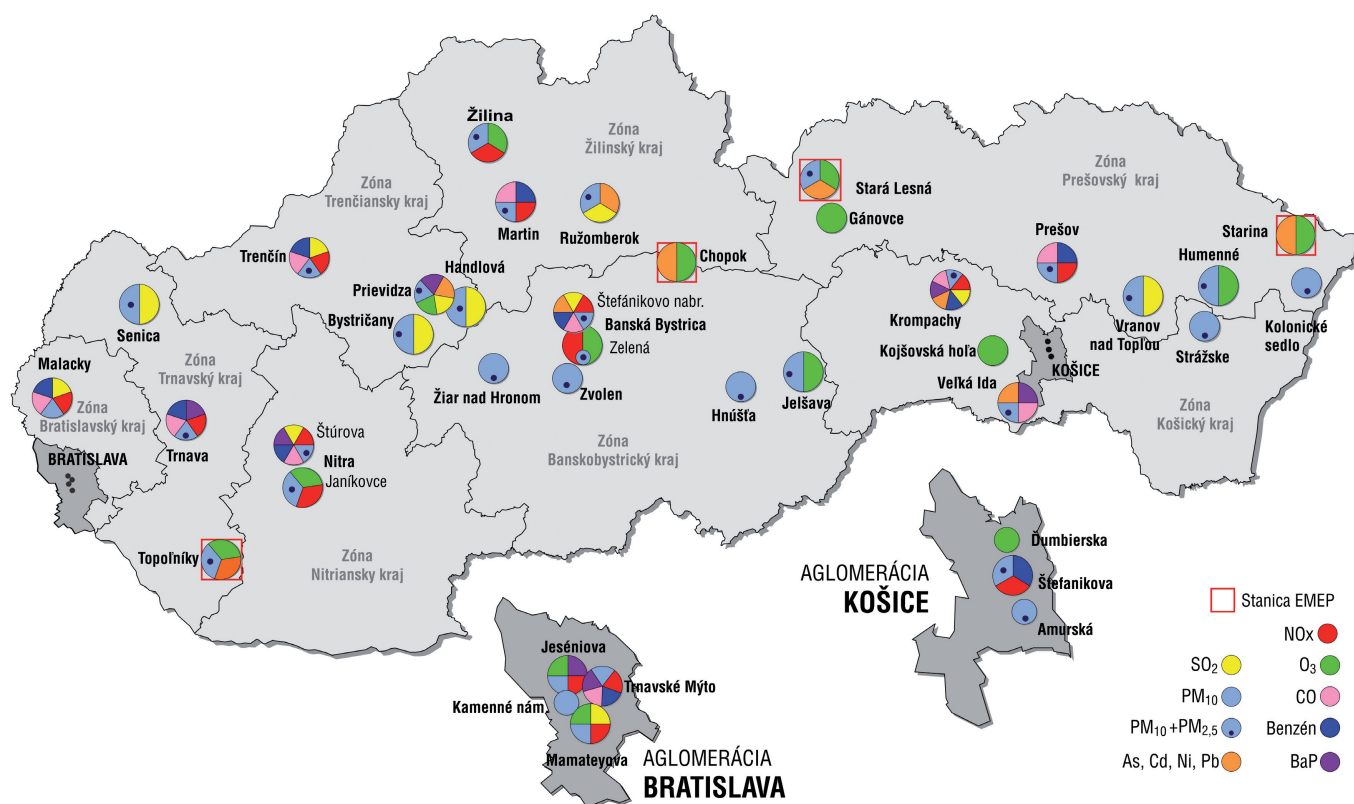 Žilina
Zóna
Žilinský kraj
Zóna
Trenčiansky kraj
Stará Lesná
Gánovce
Zóna
Prešovský kraj
Martin
Ružomberok
Prešov
Starina
Trenčín
Handlová
Chopok
Humenné
Prievidza
Štefánikovo nabr.
Banská Bystrica
Zelená
Krompachy
Senica
Bystričany
Vranov
nad Topľou
Kolonické
sedlo
Strážske
Malacky
Zóna
Trnavský kraj
Kojšovská hoľa
KOŠICE
Žiar nad Hronom
Zvolen
Hnúšťa
Jelšava
Veľká Ida
Zóna
Bratislavský kraj
Zóna
Košický kraj
Trnava
Štúrova
Nitra
Janíkovce
Zóna
Banskobystrický kraj
BRATISLAVA
Topoľníky
Zóna
Nitriansky kraj
Ďumbierska
AGLOMERÁCIA
KOŠICE
Štefanikova
Amurská
Jeséniova
Trnavské Mýto
Kamenné nám.
Mamateyova
AGLOMERÁCIA
BRATISLAVA
Stanica EMEP
NOx
SO₂
O₃
PM₁₀
CO
PM₁₀+PM₂,₅
Benzén
As, Cd, Ni, Pb
BaP